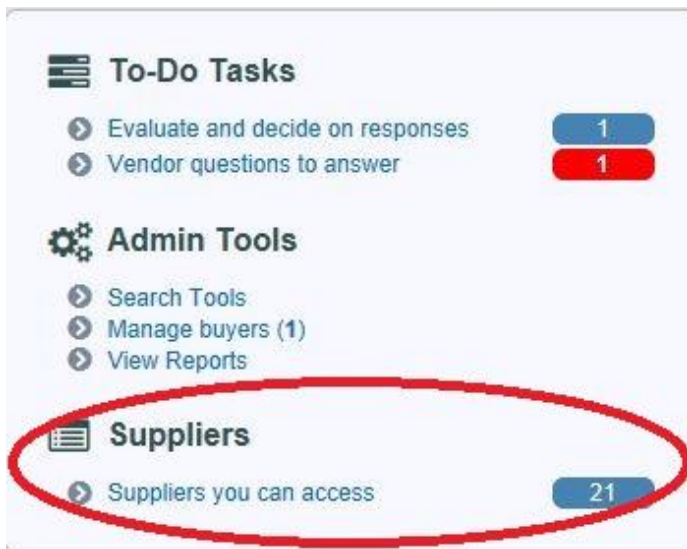 To-Do Tasks
Evaluate and decide on responses 1
Vendor questions to answer 1
Admin Tools
Search Tools
Manage buyers (1)
View Reports
Suppliers
Suppliers you can access 21